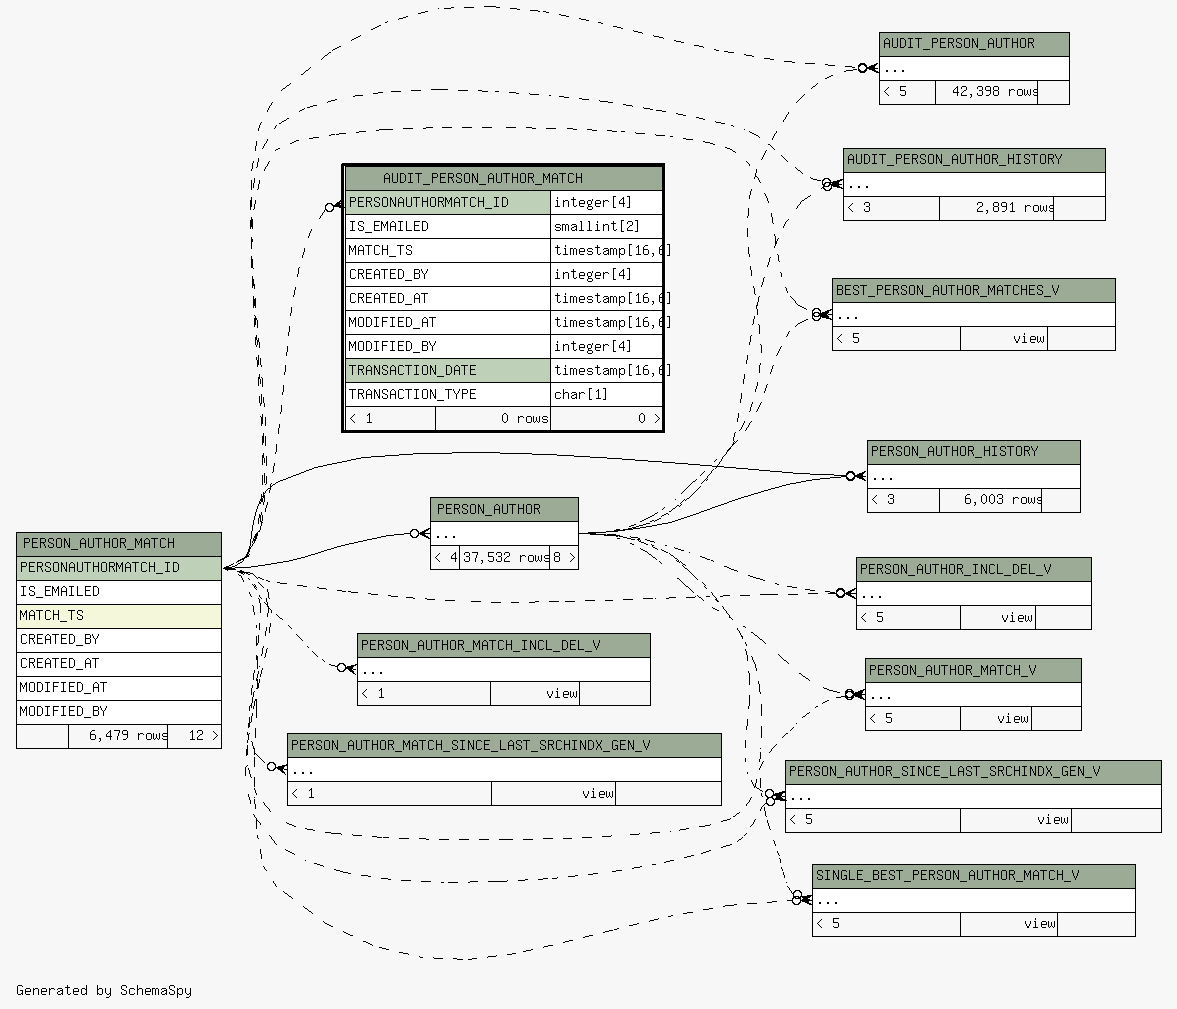 AUDIT_PERSON_AUTHOR
...
< 5 42,398 rows
AUDIT_PERSON_AUTHOR_HISTORY
...
< 3 2,891 rows
AUDIT_PERSON_AUTHOR_MATCH
PERSONAUTHORMATCH_ID integer[4]
IS_EMAILED smallint[2]
MATCH_TS timestamp[16,6]
CREATED_BY integer[4]
CREATED_AT timestamp[16,6]
MODIFIED_AT timestamp[16,6]
MODIFIED_BY integer[4]
TRANSACTION_DATE timestamp[16,6]
TRANSACTION_TYPE char[1]
< 1 0 rows 0 >
BEST_PERSON_AUTHOR_MATCHES_V
...
< 5 view
PERSON_AUTHOR_HISTORY
...
< 3 6,003 rows
PERSON_AUTHOR
...
< 4 37,532 rows 8 >
PERSON_AUTHOR_MATCH
PERSONAUTHORMATCH_ID
IS_EMAILED
MATCH_TS
CREATED_BY
CREATED_AT
MODIFIED_AT
MODIFIED_BY
6,479 rows 12 >
PERSON_AUTHOR_INCL_DEL_V
...
< 5 view
PERSON_AUTHOR_MATCH_INCL_DEL_V
...
< 1 view
PERSON_AUTHOR_MATCH_V
...
< 5 view
PERSON_AUTHOR_MATCH_SINCE_LAST_SRCHINDX_GEN_V
...
< 1 view
PERSON_AUTHOR_SINCE_LAST_SRCHINDX_GEN_V
...
< 5 view
SINGLE_BEST_PERSON_AUTHOR_MATCH_V
...
< 5 view
Generated by SchemaSpy